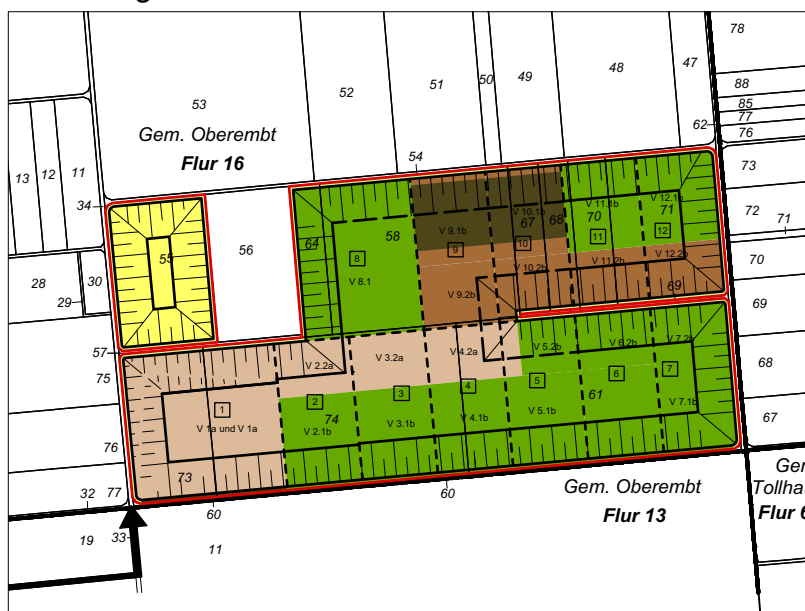 78
47
48
51
50
49
52
88
53
85
77
62
76
Gem. Oberembt
54
Flur 16
13
12
11
73
34
V 11.1b
V 12.1b
72
71
V 10.1b
70
71
64
58
V 9.1b
67
68
56
11
12
55
8
9
10
28
30
V 10.2b
V 11.2b
V 12.2b
70
V 8.1
29
V 9.2b
69
69
57
V 5.2b
V 6.2b
V 7.2b
V 3.2a
V 4.2a
V 2.2a
68
75
7
6
5
4
3
2
61
1
74
V 7.1b
67
V 1a und V 1a
V 2.1b
V 3.1b
V 4.1b
V 5.1b
76
73
Gem. Oberembt
Ger
Tollha
32
77
60
60
Flur 13
Flur 6
19
33
11